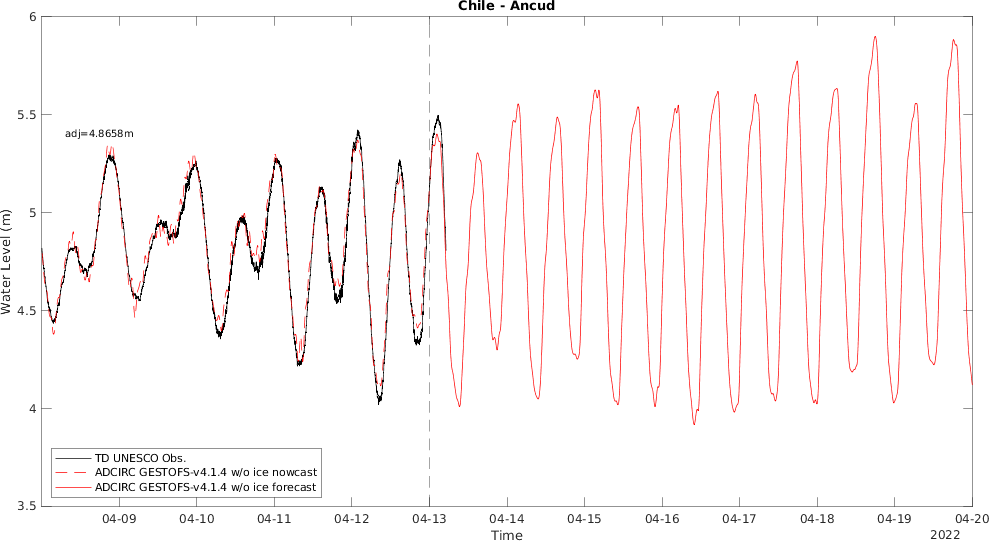 Chile - Ancud
6
5.5
5
4.5
4
3.5
Water Level (m)
adj=4.8658m
TD UNESCO Obs.
ADCIRC GESTOFS-v4.1.4 w/o ice nowcast
ADCIRC GESTOFS-v4.1.4 w/o ice forecast
04-09 04-10 04-11 04-12 04-13 04-14 04-15 04-16 04-17 04-18 04-19 04-20
Time
2022